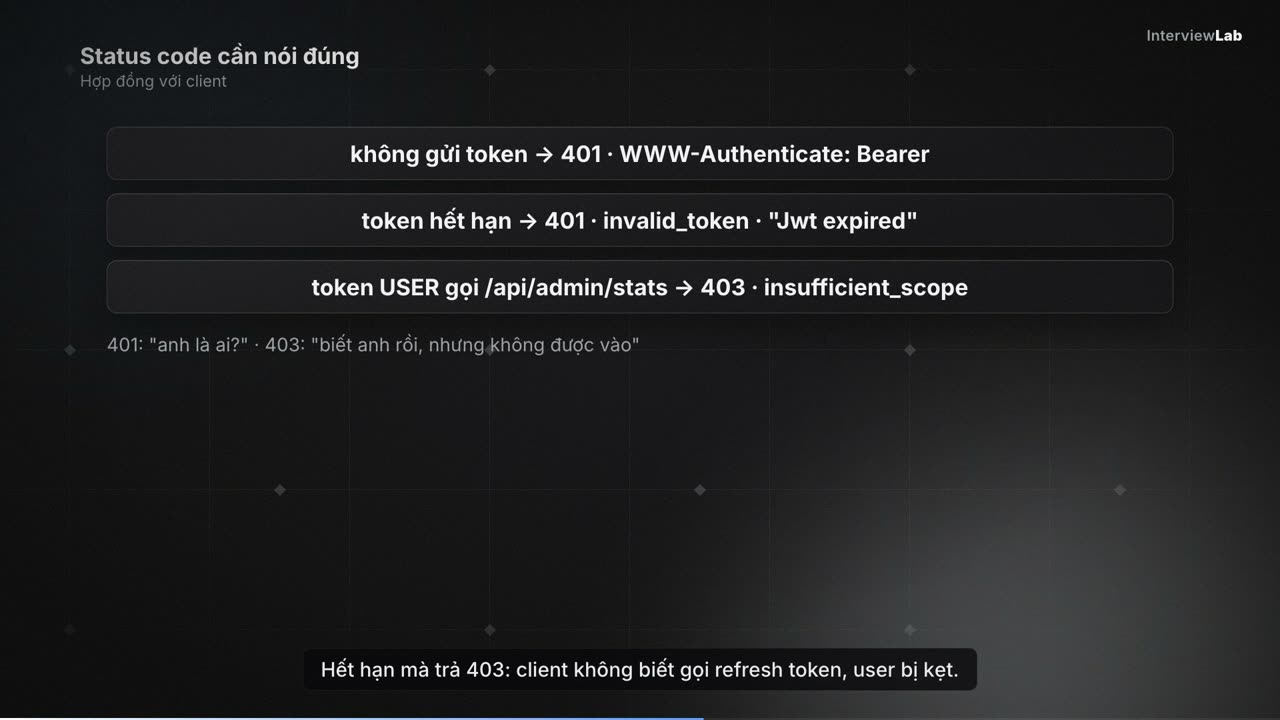 InterviewLab
Status code cần nói đúng
Hợp đồng với client
không gửi token → 401 · WWW-Authenticate: Bearer
token hết hạn → 401 · invalid_token · "Jwt expired"
token USER gọi /api/admin/stats → 403 · insufficient_scope
401: "anh là ai?" · 403: "biết anh rồi, nhưng không được vào"
Hết hạn mà trả 403: client không biết gọi refresh token, user bị kẹt.